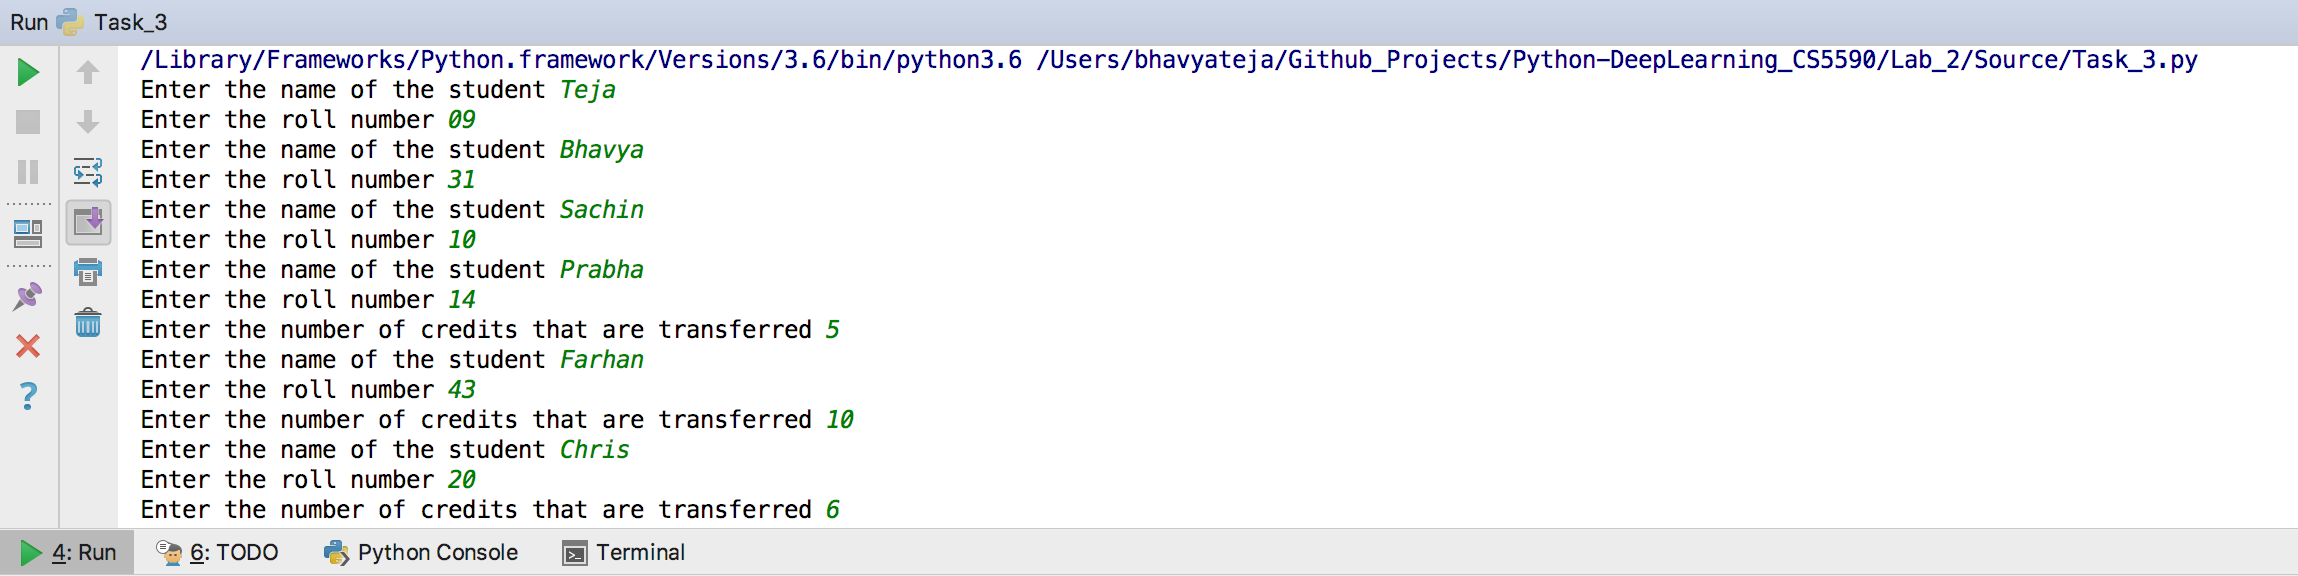 Run Task_3
/Library/Frameworks/Python.framework/Versions/3.6/bin/python3.6 /Users/bhavyateja/Github_Projects/Python-DeepLearning_CS5590/Lab_2/Source/Task_3.py
Enter the name of the student Teja
Enter the roll number 09
Enter the name of the student Bhavya
Enter the roll number 31
Enter the name of the student Sachin
Enter the roll number 10
Enter the name of the student Prabha
Enter the roll number 14
Enter the number of credits that are transferred 5
Enter the name of the student Farhan
Enter the roll number 43
Enter the number of credits that are transferred 10
Enter the name of the student Chris
Enter the roll number 20
Enter the number of credits that are transferred 6
4: Run 6: TODO Python Console Terminal